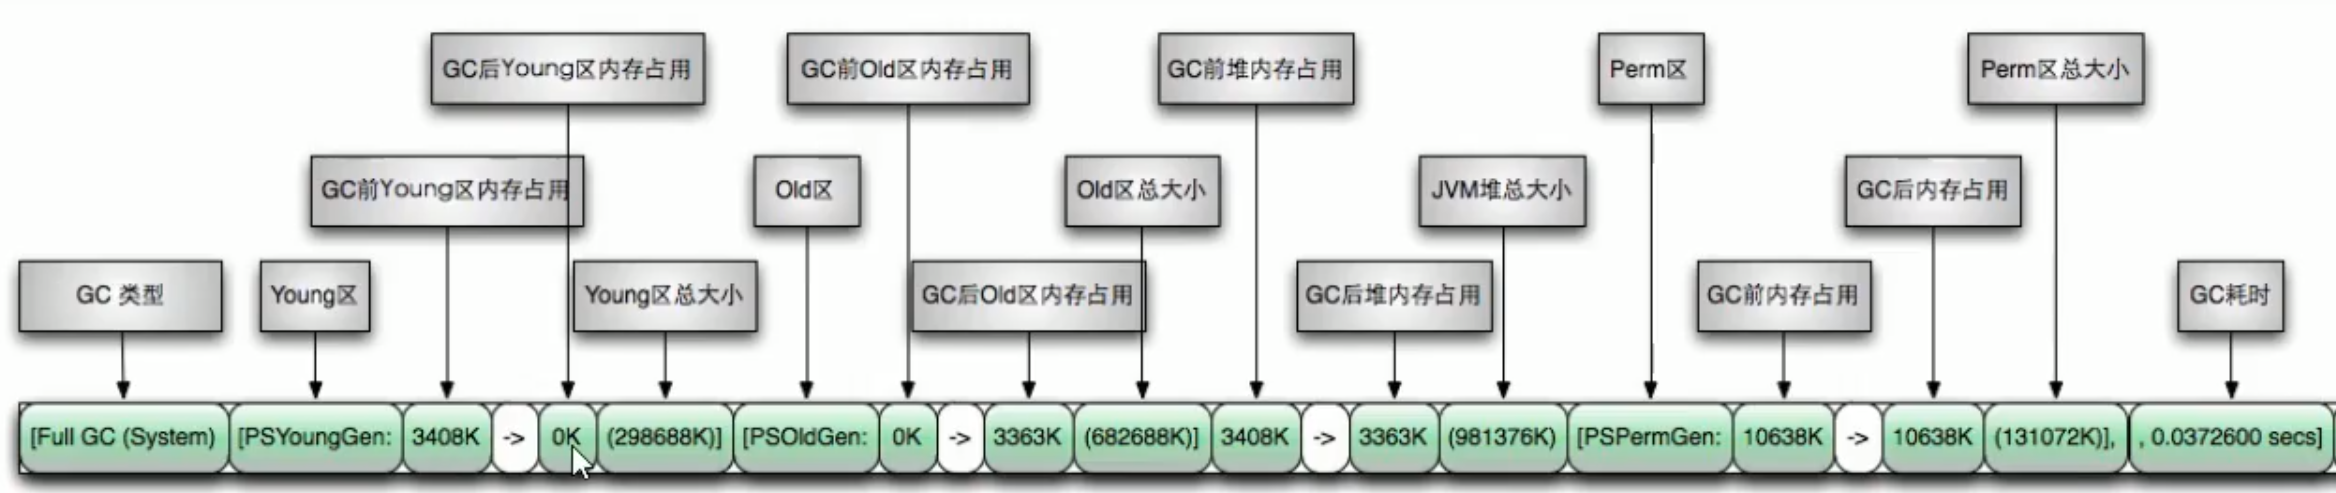 GC后Young区内存占用
GC前Old区内存占用
GC前堆内存占用
Perm区
Perm区总大小
GC前Young区内存占用
Old区
Old区总大小
JVM堆总大小
GC后内存占用
GC 类型
Young区
Young区总大小
GC后Old区内存占用
GC后堆内存占用
GC前内存占用
GC耗时
[Full GC (System) [PSYoungGen: 3408K -> 0K (298688K)] [PSOldGen: 0K -> 3363K (682688K)] 3408K -> 3363K (981376K) [PSPermGen: 10638K -> 10638K (131072K)], , 0.0372600 secs]